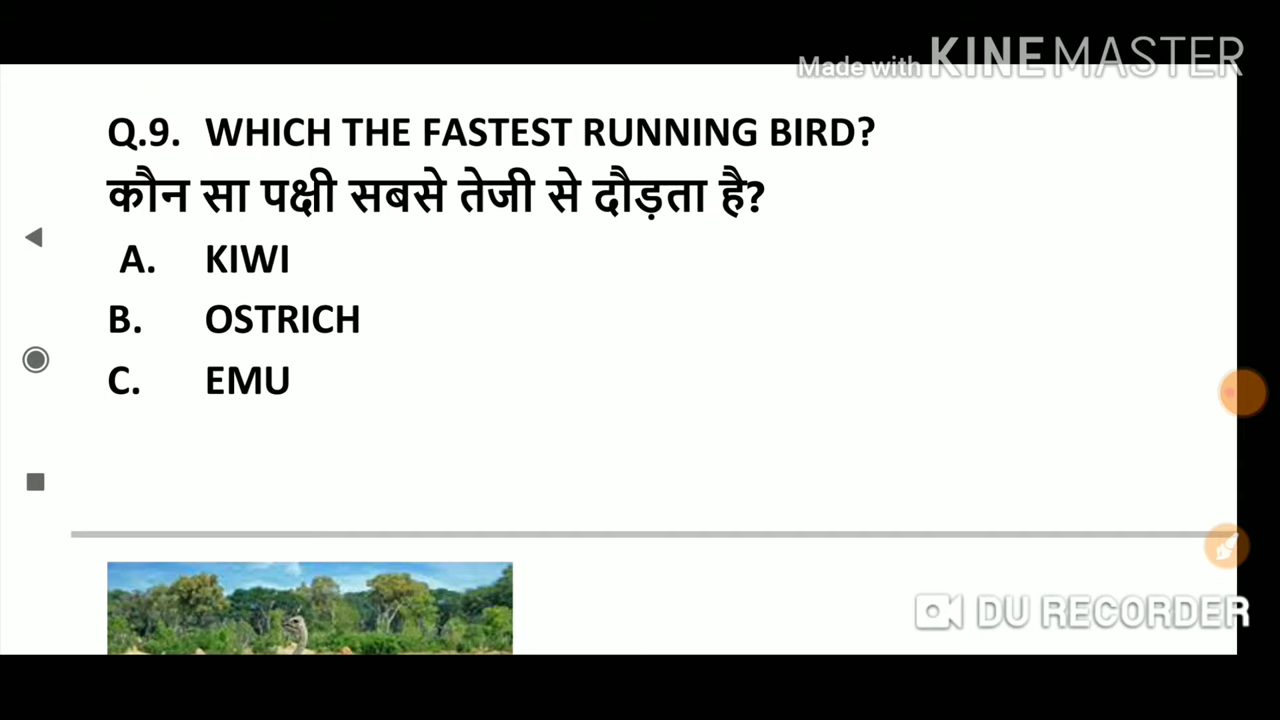 Made with KINEMASTER
Q.9. WHICH THE FASTEST RUNNING BIRD?
कौन सा पक्षी सबसे तेजी से दौड़ता है?
A. KIWI
B. OSTRICH
C. EMU
DU RECORDER